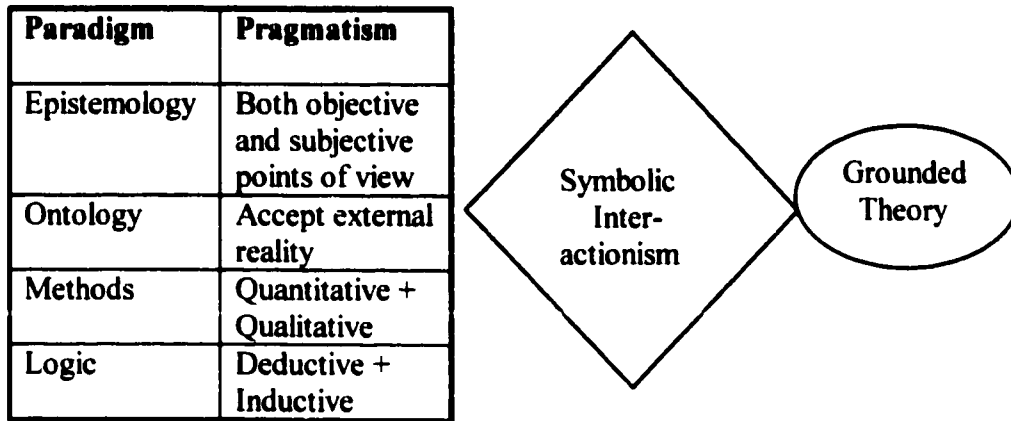 Paradigm Pragmatism
Epistemology Both objective
and subjective
points of view
Ontology Accept external
reality
Methods Quantitative +
Qualitative
Logic Deductive +
Inductive
Symbolic
Inter-
actionism
Grounded
Theory